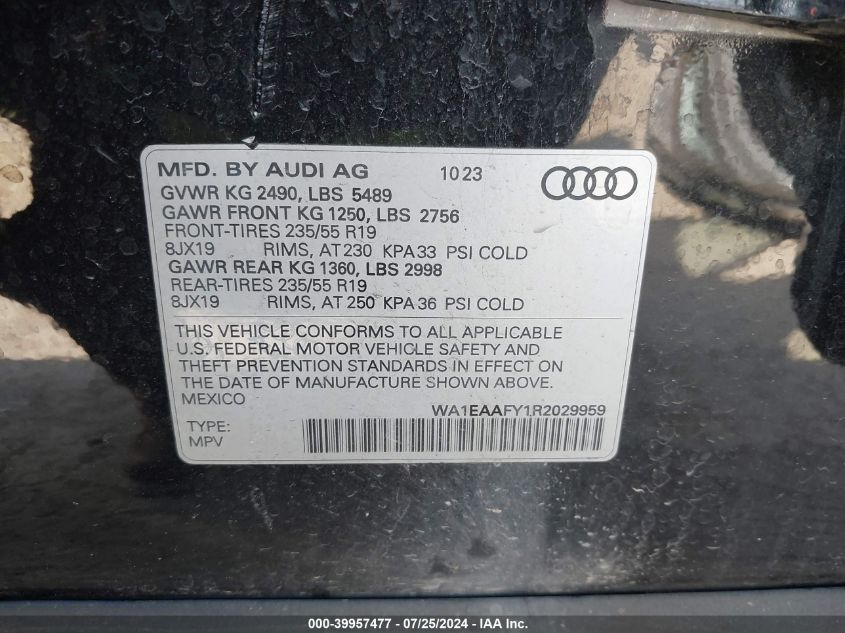 MFD. BY AUDI AG 10 23
GVWR KG 2490, LBS 5489
GAWR FRONT KG 1250, LBS 2756
FRONT-TIRES 235/55 R19
8JX19 RIMS, AT 230 KPA 33 PSI COLD
GAWR REAR KG 1360, LBS 2998
REAR-TIRES 235/55 R19
8JX19 RIMS, AT 250 KPA 36 PSI COLD
THIS VEHICLE CONFORMS TO ALL APPLICABLE
U.S. FEDERAL MOTOR VEHICLE SAFETY AND
THEFT PREVENTION STANDARDS IN EFFECT ON
THE DATE OF MANUFACTURE SHOWN ABOVE.
MEXICO WA1EAAFY1R2029959
TYPE:
MPV
000-39957477 - 07/25/2024 - IAAI.com